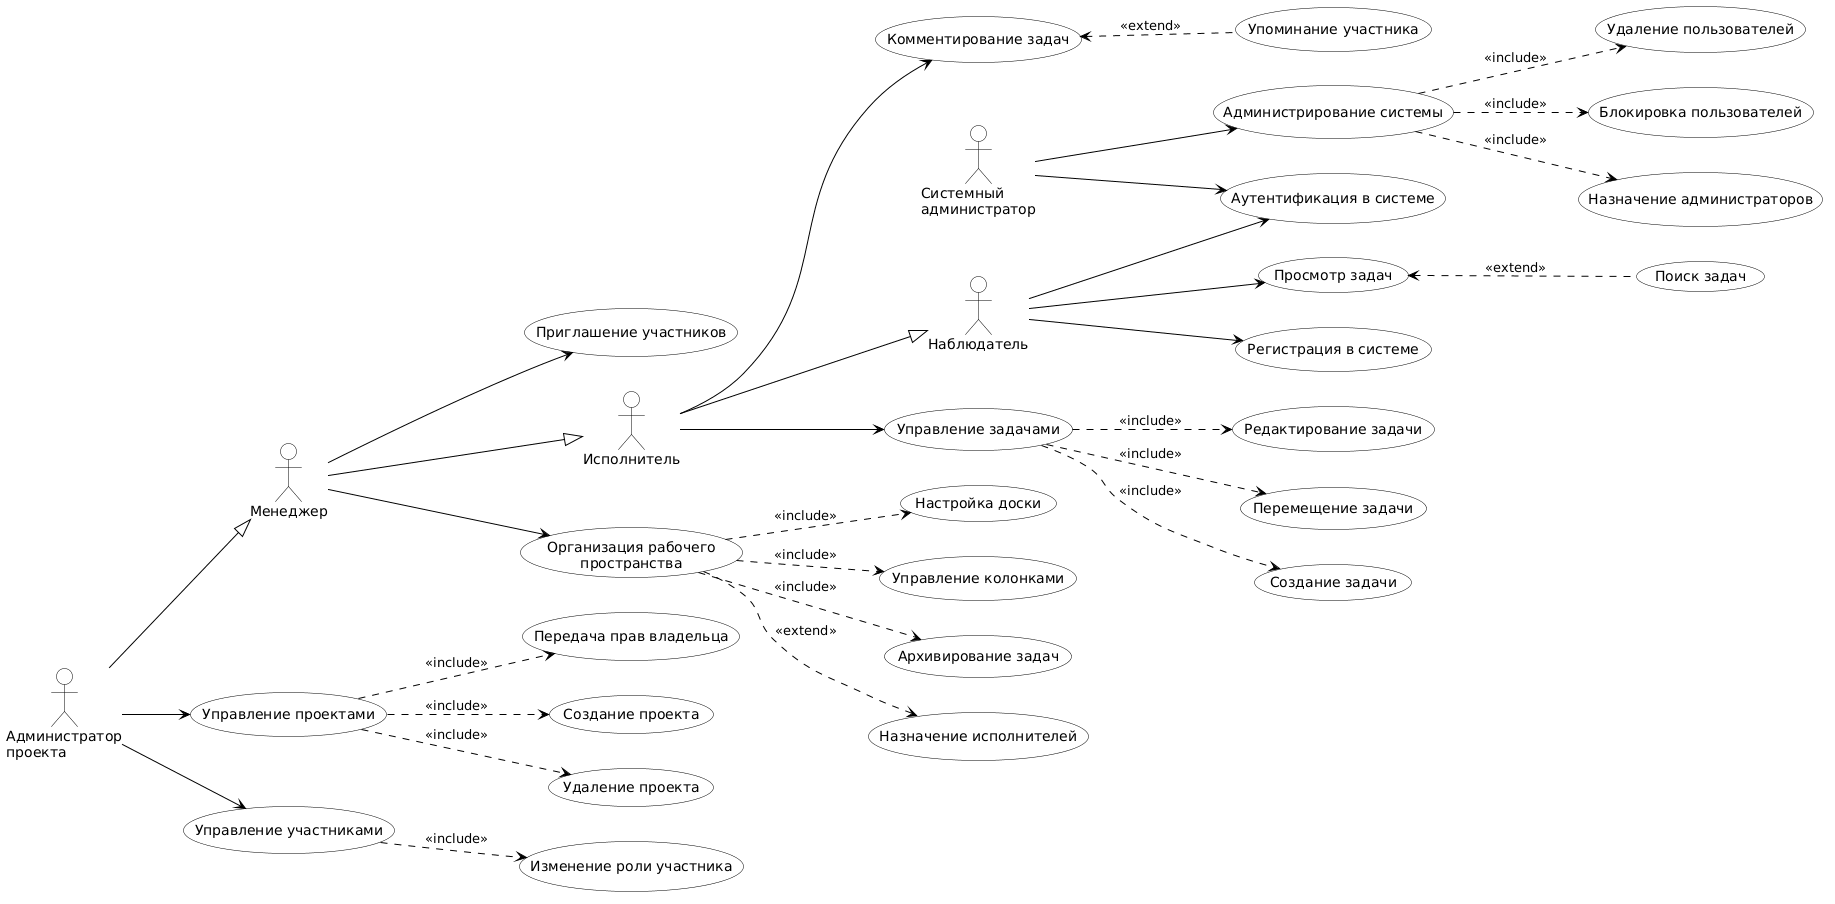 Удаление пользователей
Упоминание участника
«extend»
Комментирование задач
«include»
Администрирование системы
«include»
Блокировка пользователей
«include»
Назначение администраторов
Системный
администратор
Аутентификация в системе
Просмотр задач
«extend»
Поиск задач
Наблюдатель
Регистрация в системе
Приглашение участников
Исполнитель
Управление задачами
«include»
Редактирование задачи
«include»
Перемещение задачи
«include»
Создание задачи
Менеджер
Организация рабочего
пространства
«include»
Настройка доски
«include»
Управление колонками
«include»
Архивирование задач
«extend»
Назначение исполнителей
Администратор
проекта
Управление проектами
«include»
Передача прав владельца
«include»
Создание проекта
«include»
Удаление проекта
Управление участниками
«include»
Изменение роли участника